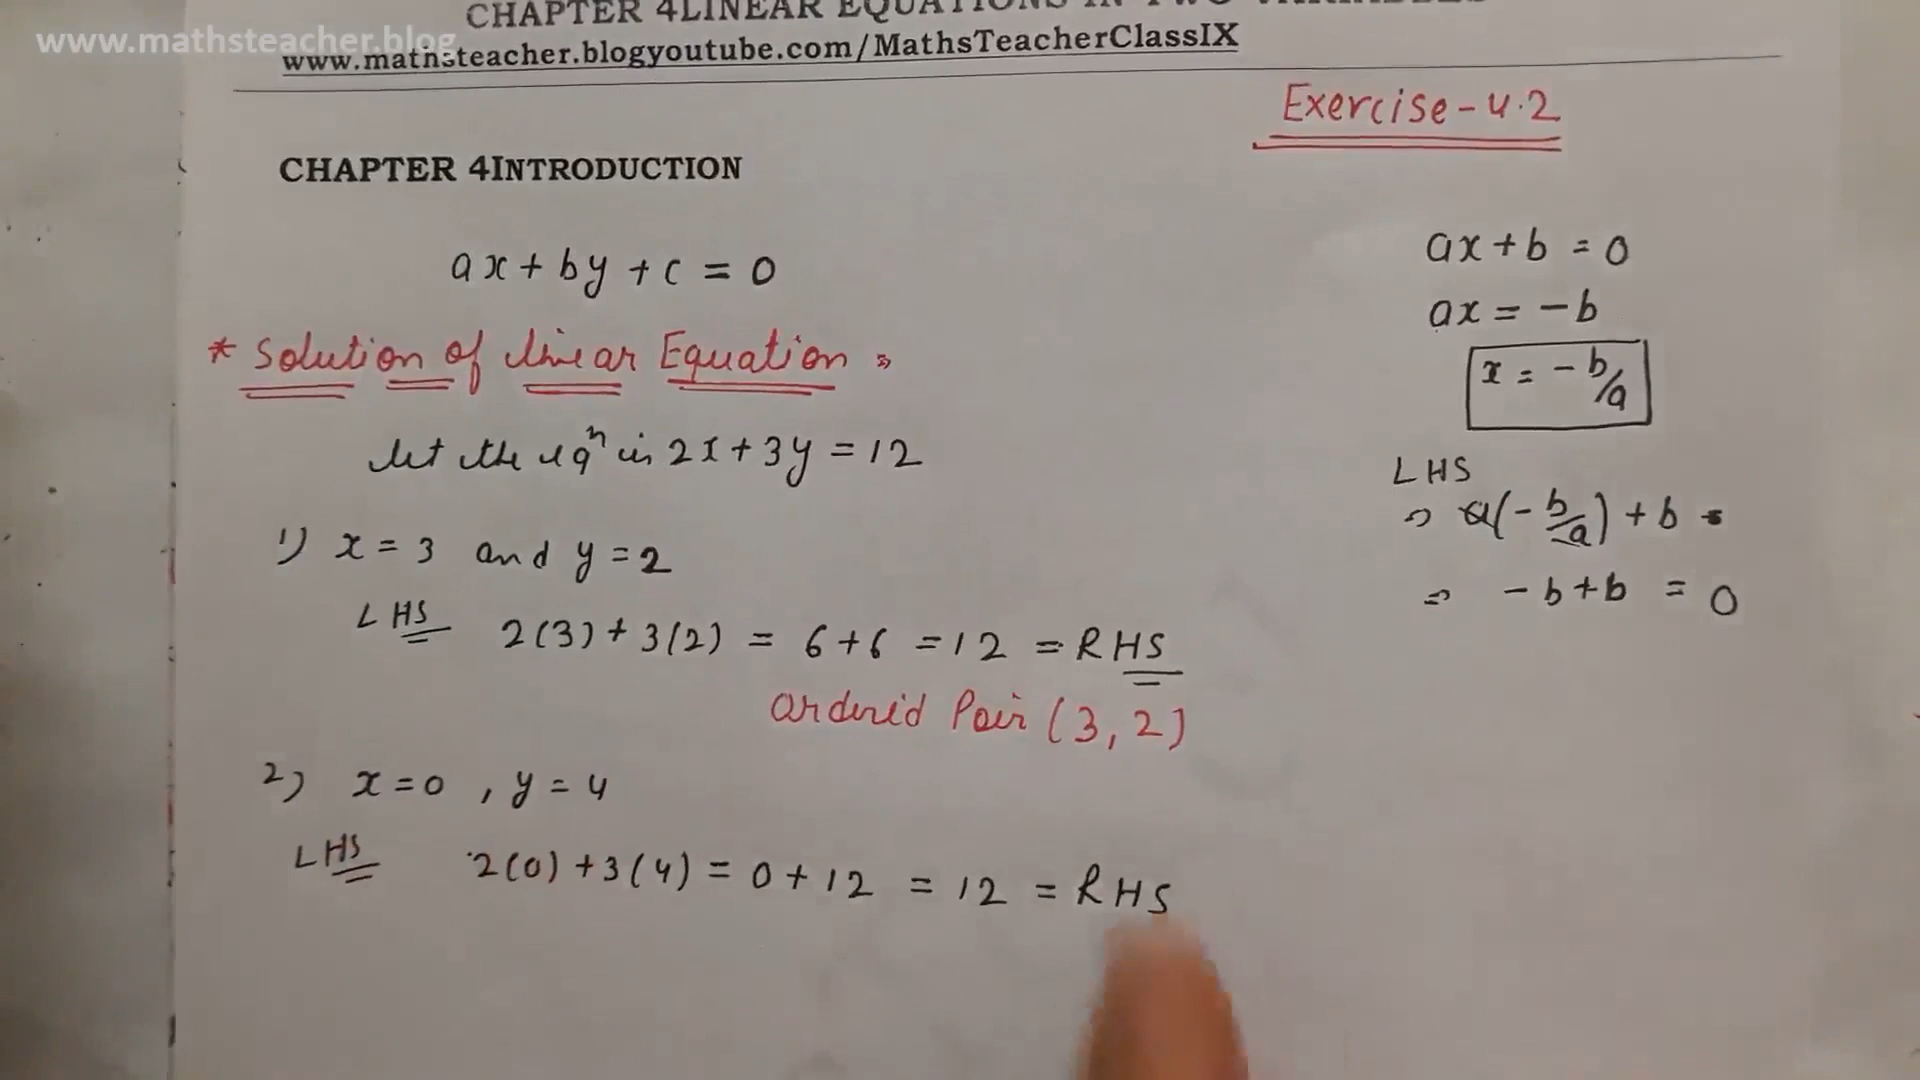 CHAPTER 4LINEAR EQUATIONS IN TWO VARIABLES
www.mathsteacher.blog
www.mathsteacher.blogyoutube.com/MathsTeacherClassIX
Exercise-4.2
CHAPTER 4INTRODUCTION
ax + by + c = 0
* Solution of linear Equation »
let the eqⁿ is 2x + 3y = 12
1) x = 3 and y = 2
LHS 2(3) + 3(2) = 6 + 6 = 12 = RHS
ordered Pair (3, 2)
2) x = 0 , y = 4
LHS 2(0) + 3(4) = 0 + 12 = 12 = RHS
ax + b = 0
ax = -b
x = -b/a
LHS
⇒ a(-b/a) + b =
⇒ -b + b = 0